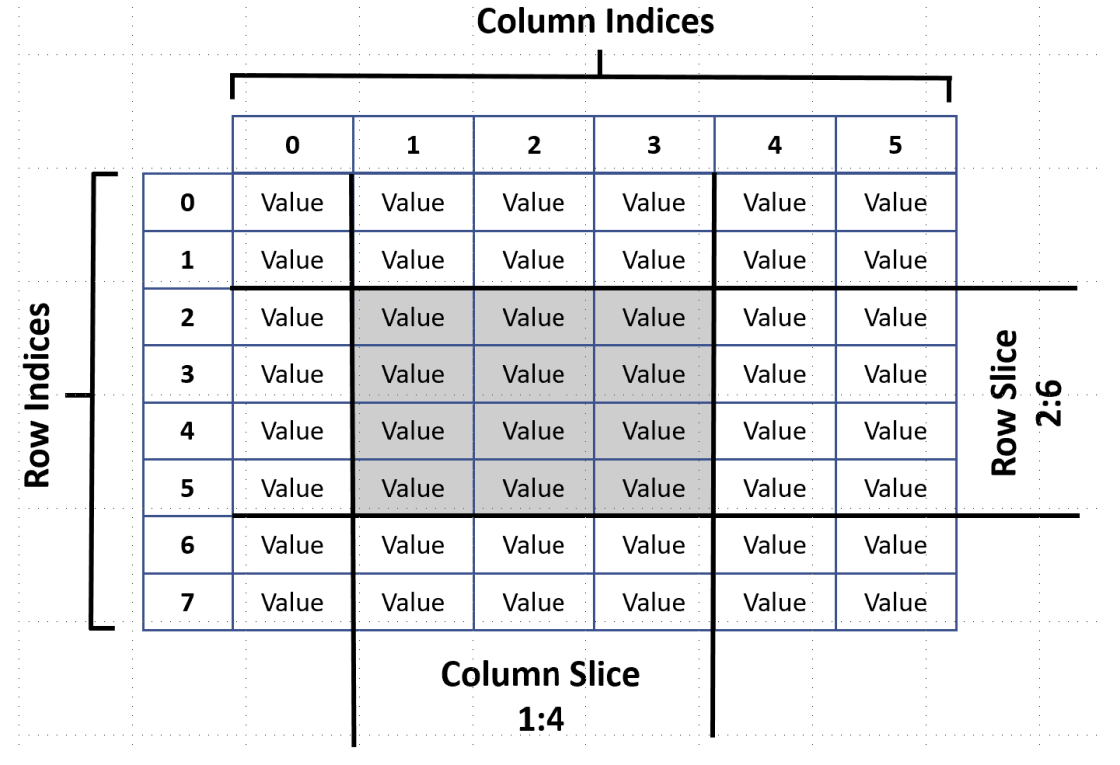 Column Indices
0 1 2 3 4 5
0 Value Value Value Value Value Value
1 Value Value Value Value Value Value
2 Value Value Value Value Value Value
3 Value Value Value Value Value Value
4 Value Value Value Value Value Value
5 Value Value Value Value Value Value
6 Value Value Value Value Value Value
7 Value Value Value Value Value Value
Row Indices
Row Slice
2:6
Column Slice
1:4